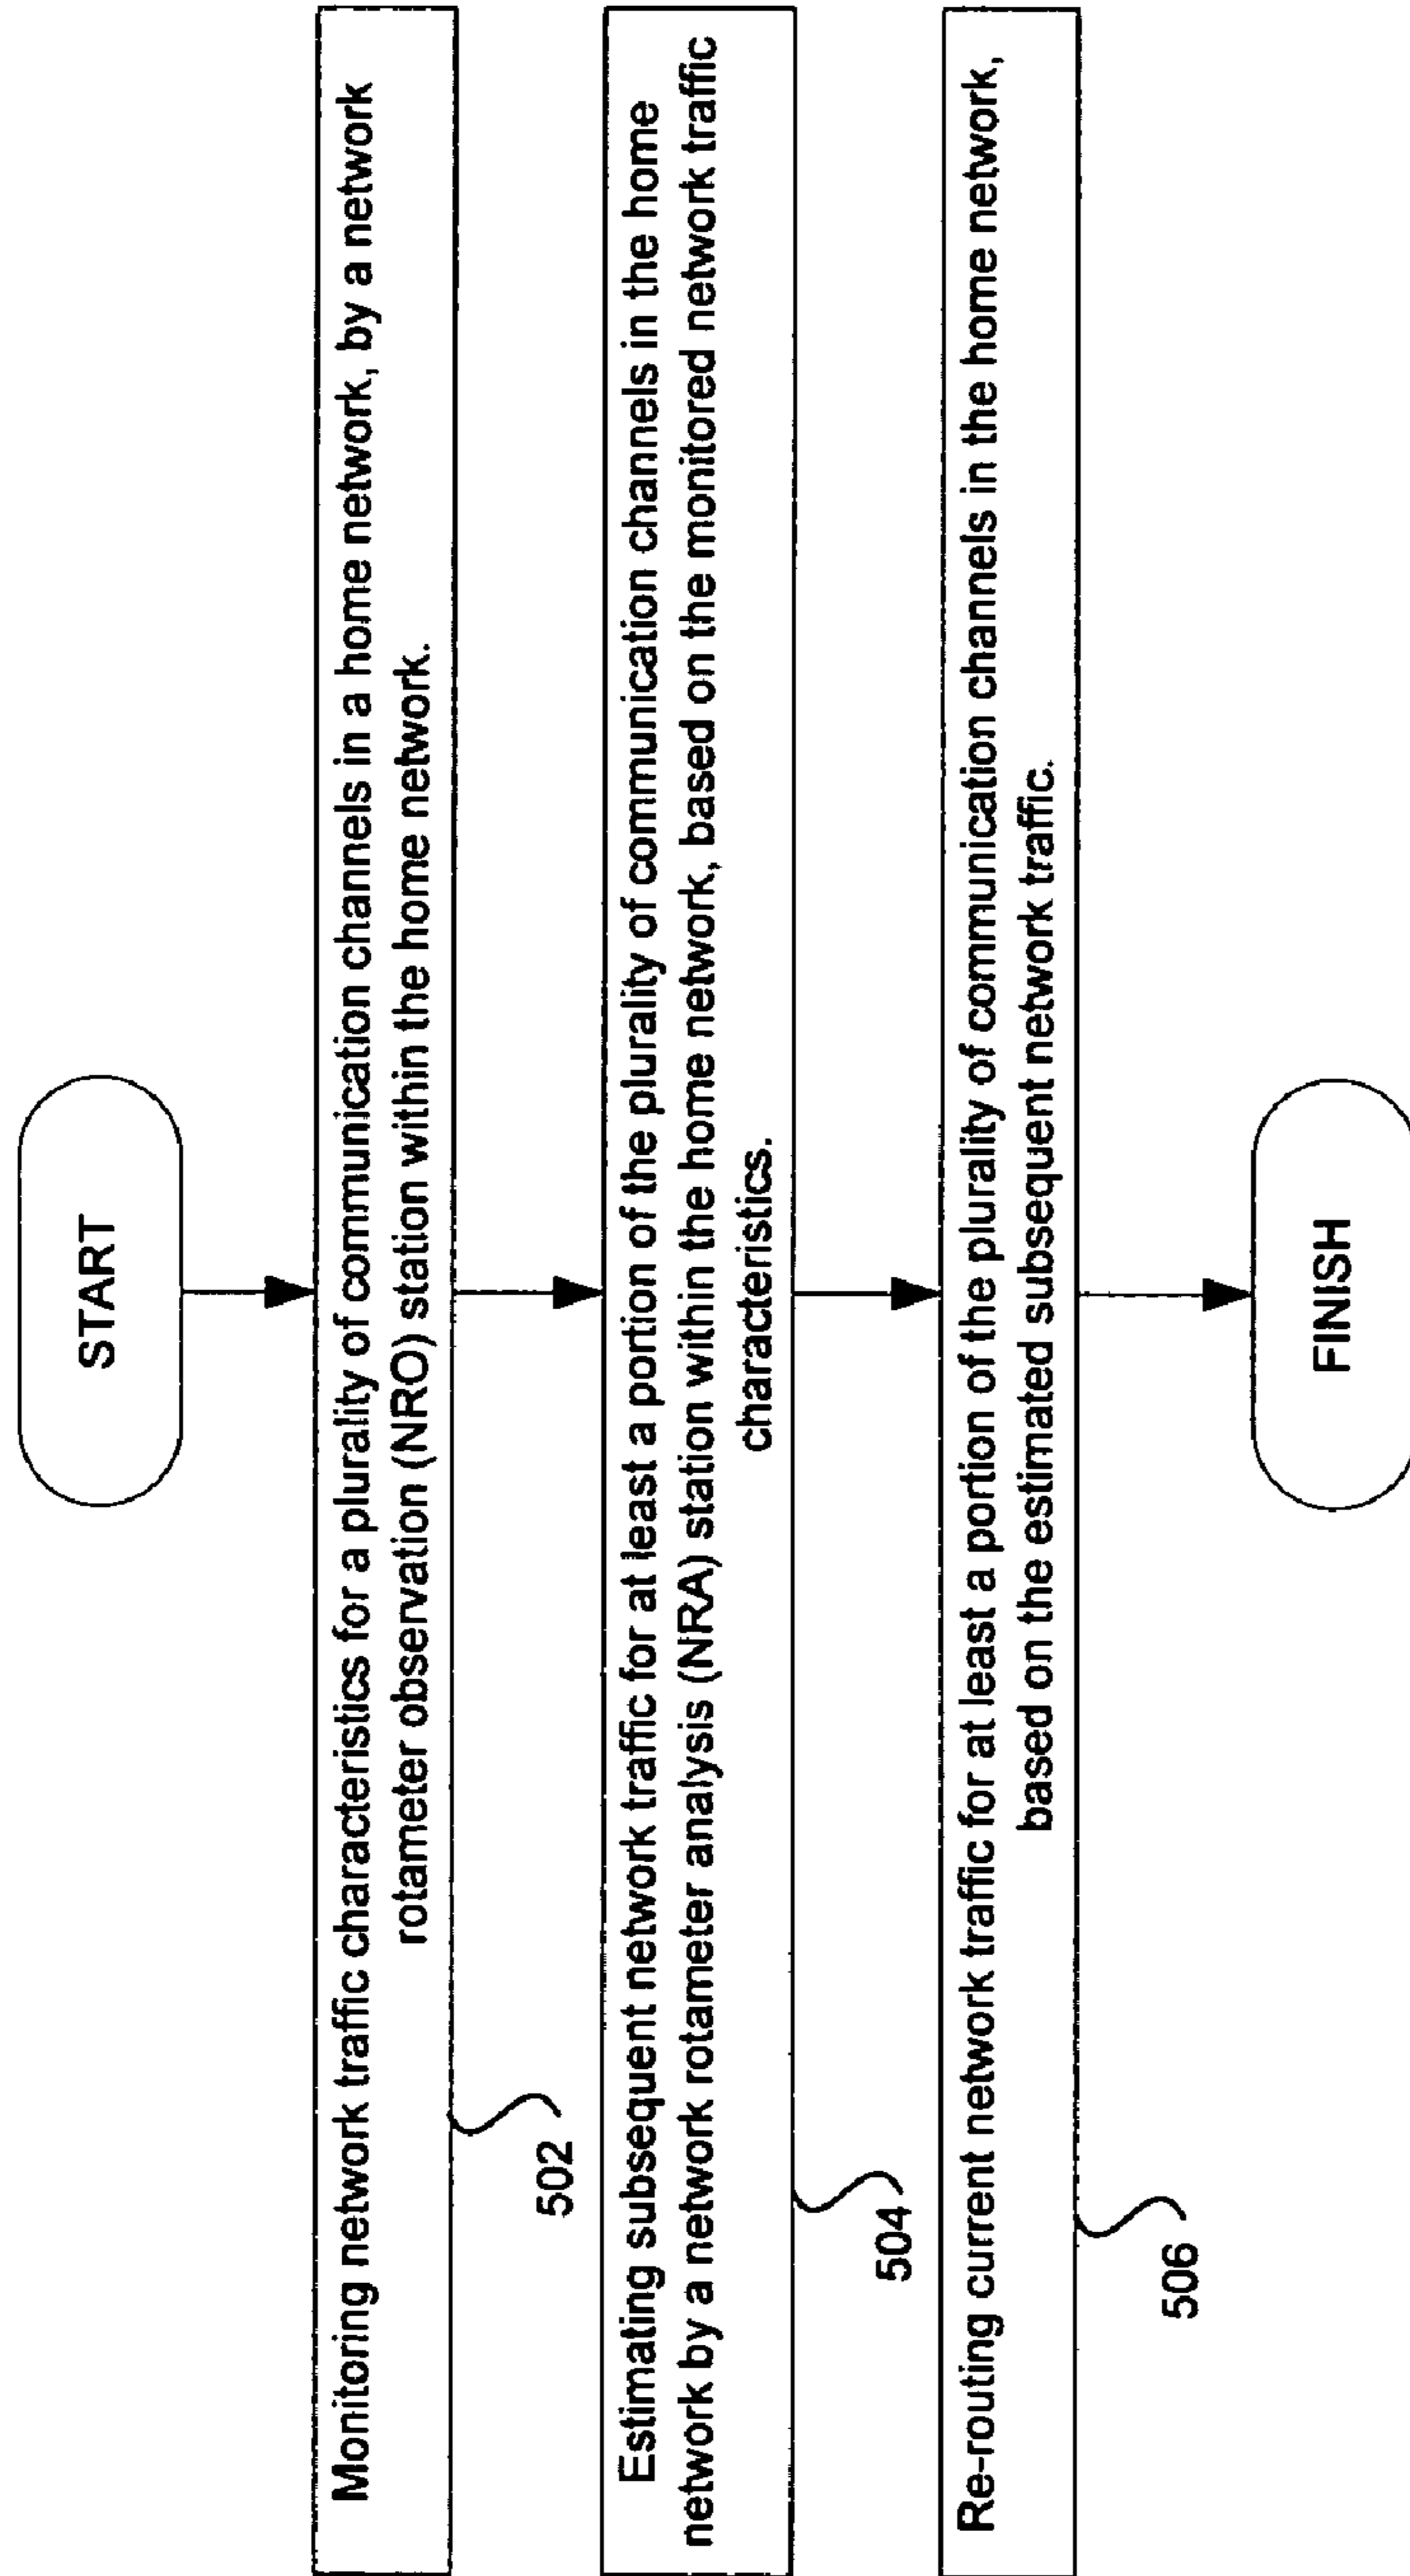 START
Monitoring network traffic characteristics for a plurality of communication channels in a home network, by a network
rotameter observation (NRO) station within the home network.
502
Estimating subsequent network traffic for at least a portion of the plurality of communication channels in the home
network by a network rotameter analysis (NRA) station within the home network, based on the monitored network traffic
characteristics.
504
Re-routing current network traffic for at least a portion of the plurality of communication channels in the home network,
based on the estimated subsequent network traffic.
506
FINISH